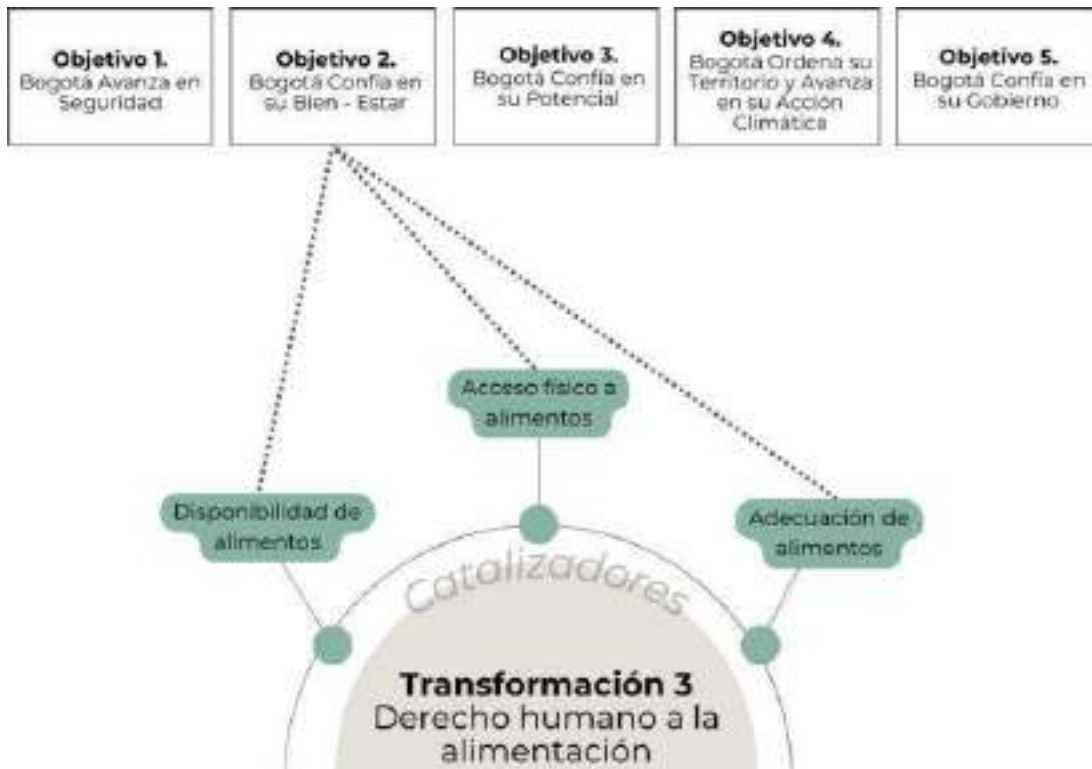 Objetivo 1.
Bogotá Avanza en
Seguridad
Objetivo 2.
Bogotá Confía en
su Bien - Estar
Objetivo 3.
Bogotá Confía en
su Potencial
Objetivo 4.
Bogotá Ordena su
Territorio y Avanza
en su Acción
Climática
Objetivo 5.
Bogotá Confía en
su Gobierno
Acceso físico a
alimentos
Disponibilidad de
alimentos
Adecuación de
alimentos
Catalizadores
Transformación 3
Derecho humano a la
alimentación